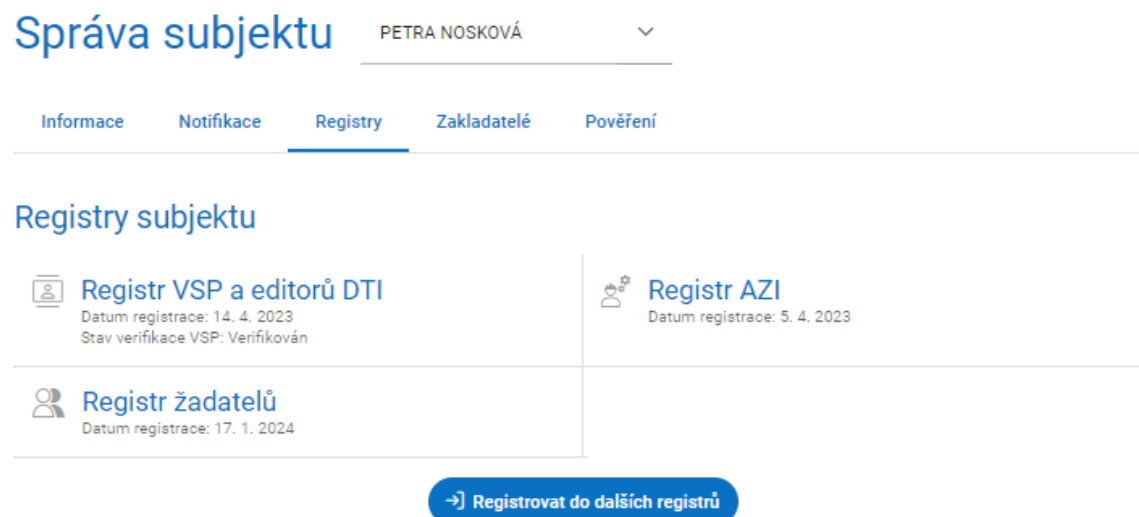 Správa subjektu PETRA NOSKOVÁ
Informace Notifikace Registry Zakladatelé Pověření
Registry subjektu
Registr VSP a editorů DTI
Datum registrace: 14. 4. 2023
Stav verifikace VSP: Verifikován
Registr AZI
Datum registrace: 5. 4. 2023
Registr žadatelů
Datum registrace: 17. 1. 2024
Registrovat do dalších registrů